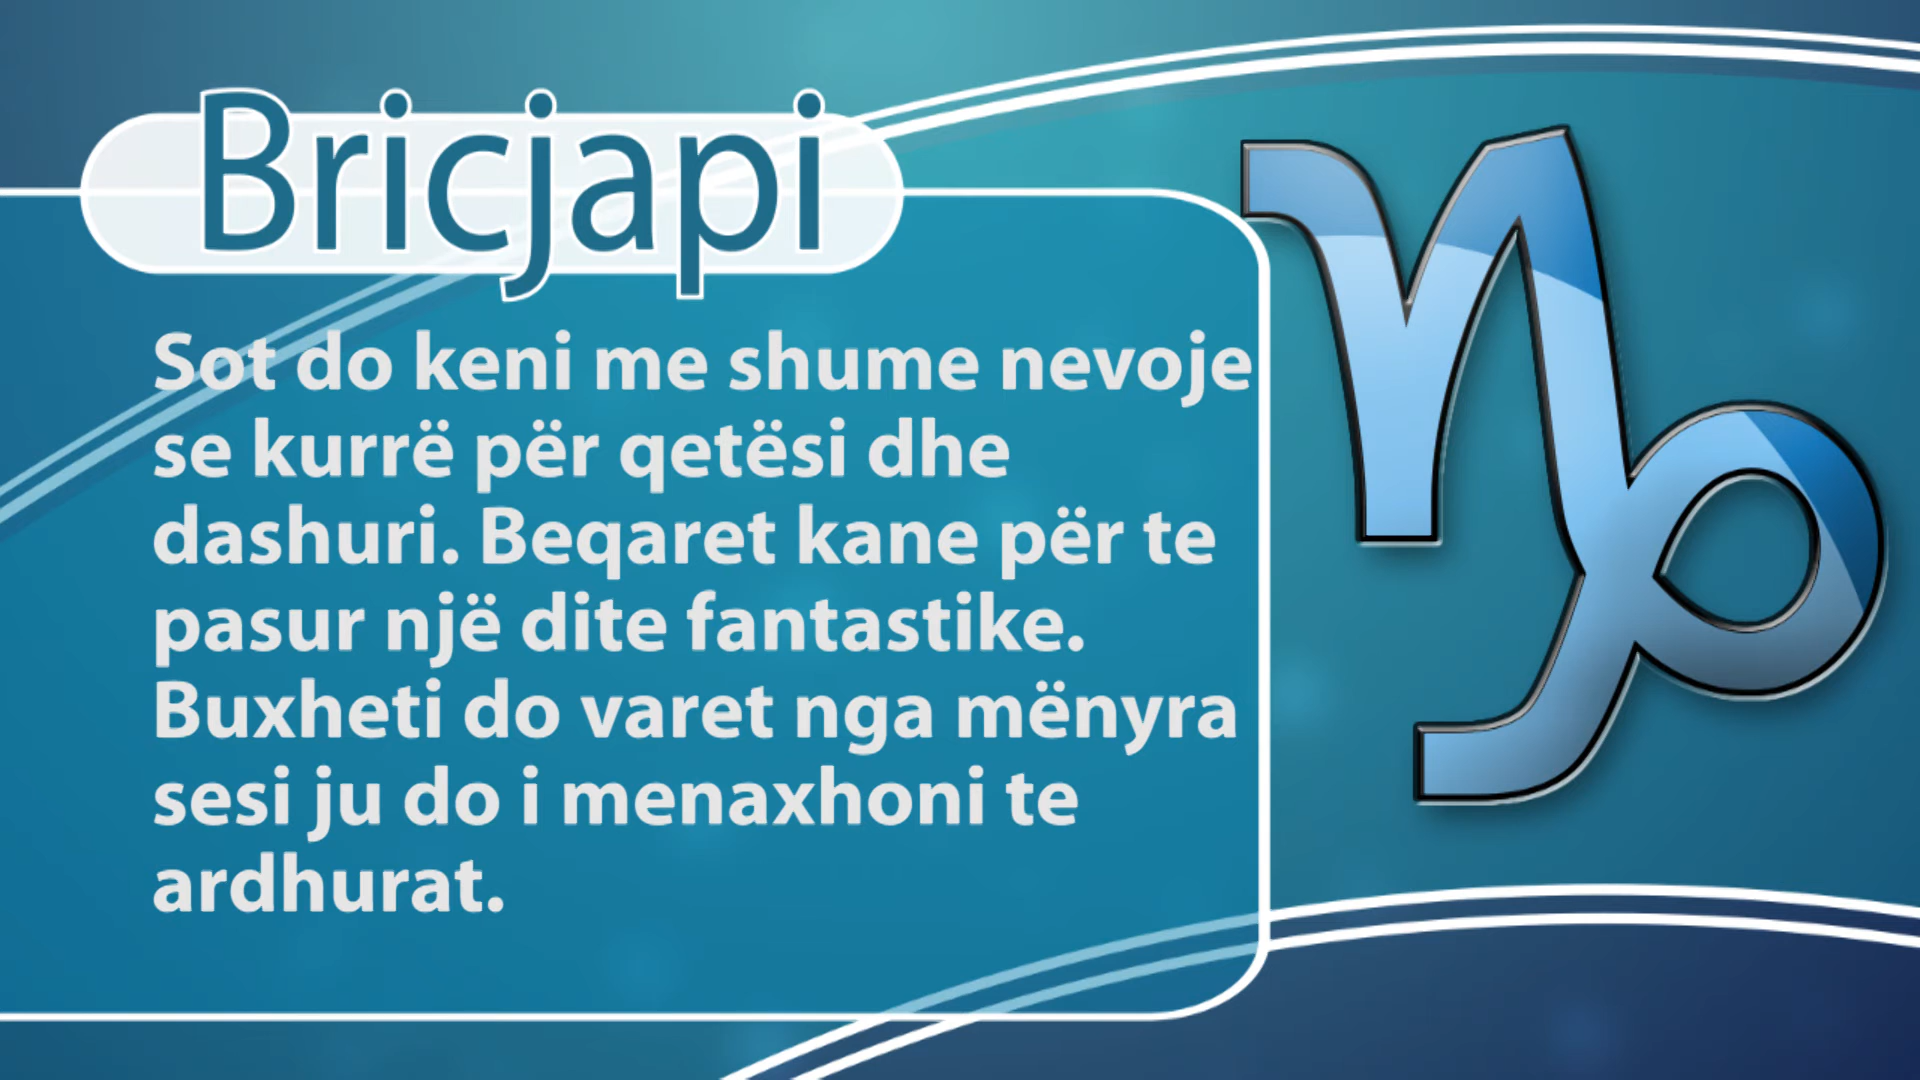 Bricjapi
Sot do keni me shume nevoje
se kurrë për qetësi dhe
dashuri. Beqaret kane për te
pasur një dite fantastike.
Buxheti do varet nga mënyra
sesi ju do i menaxhoni te
ardhurat.